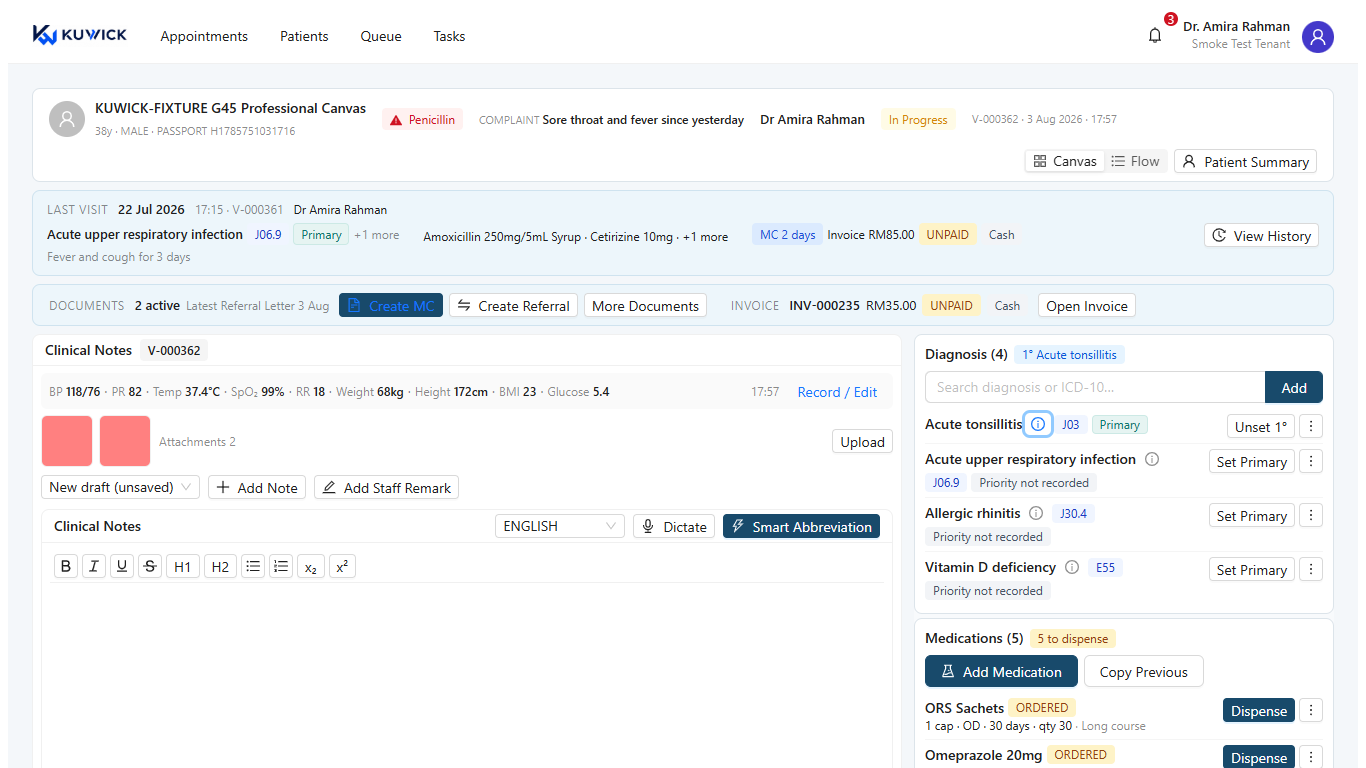 KUWICK
Appointments
Patients
Queue
Tasks
3
Dr. Amira Rahman
Smoke Test Tenant
KUWICK-FIXTURE G45 Professional Canvas
38y · MALE · PASSPORT H1785751031716
Penicillin
COMPLAINT Sore throat and fever since yesterday
Dr Amira Rahman
In Progress
V-000362 · 3 Aug 2026 · 17:57
Canvas
Flow
Patient Summary
LAST VISIT 22 Jul 2026 17:15 · V-000361 Dr Amira Rahman
Acute upper respiratory infection J06.9 Primary +1 more
Amoxicillin 250mg/5mL Syrup · Cetirizine 10mg · +1 more
MC 2 days Invoice RM85.00 UNPAID Cash
View History
Fever and cough for 3 days
DOCUMENTS 2 active Latest Referral Letter 3 Aug
Create MC
Create Referral
More Documents
INVOICE INV-000235 RM35.00 UNPAID Cash
Open Invoice
Clinical Notes V-000362
BP 118/76 · PR 82 · Temp 37.4°C · SpO₂ 99% · RR 18 · Weight 68kg · Height 172cm · BMI 23 · Glucose 5.4
17:57
Record / Edit
Attachments 2
Upload
New draft (unsaved)
Add Note
Add Staff Remark
Clinical Notes
ENGLISH
Dictate
Smart Abbreviation
B I U S H1 H2 x₂ x²
Diagnosis (4) 1° Acute tonsillitis
Search diagnosis or ICD-10...
Add
Acute tonsillitis J03 Primary
Unset 1°
Acute upper respiratory infection
Set Primary
J06.9 Priority not recorded
Allergic rhinitis J30.4
Set Primary
Priority not recorded
Vitamin D deficiency E55
Set Primary
Priority not recorded
Medications (5) 5 to dispense
Add Medication
Copy Previous
ORS Sachets ORDERED
Dispense
1 cap · OD · 30 days · qty 30 · Long course
Omeprazole 20mg ORDERED
Dispense